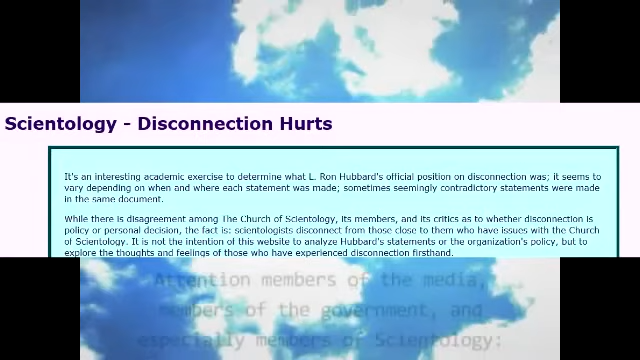 Scientology - Disconnection Hurts
It's an interesting academic exercise to determine what L. Ron Hubbard's official position on disconnection was; it seems to
vary depending on when and where each statement was made; sometimes seemingly contradictory statements were made
in the same document.
While there is disagreement among The Church of Scientology, its members, and its critics as to whether disconnection is
policy or personal decision, the fact is: scientologists disconnect from those close to them who have issues with the Church
of Scientology. It is not the intention of this website to analyze Hubbard's statements or the organization's policy, but to
explore the thoughts and feelings of those who have experienced disconnection firsthand.
Attention members of the media,
members of the government, and
especially members of Scientology: